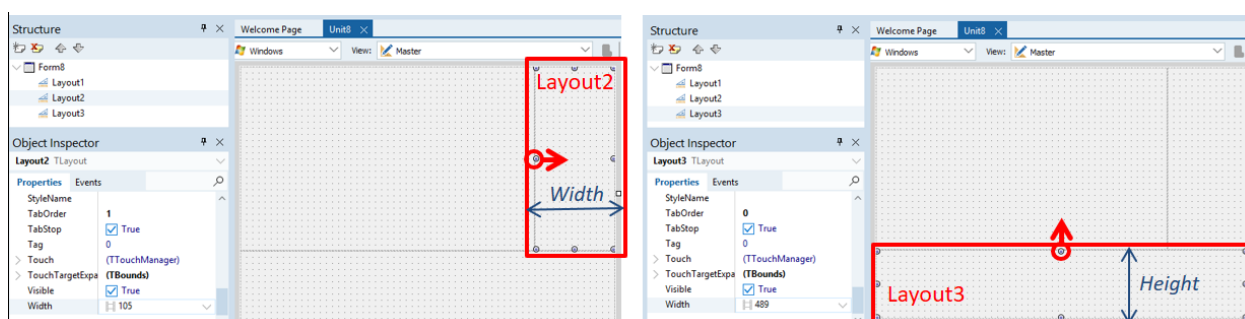 Structure
Welcome Page
Unit8
Windows
View:
Master
Form8
Layout1
Layout2
Layout3
Layout2
Object Inspector
Layout2 TLayout
Properties Events
StyleName
TabOrder 1
TabStop True
Tag 0
Touch (TTouchManager)
TouchTargetExpa (TBounds)
Visible True
Width 105
Width
Structure
Welcome Page
Unit8
Windows
View:
Master
Form8
Layout1
Layout2
Layout3
Object Inspector
Layout3 TLayout
Properties Events
StyleName
TabOrder 0
TabStop True
Tag 0
Touch (TTouchManager)
TouchTargetExpa (TBounds)
Visible True
Width 489
Layout3
Height